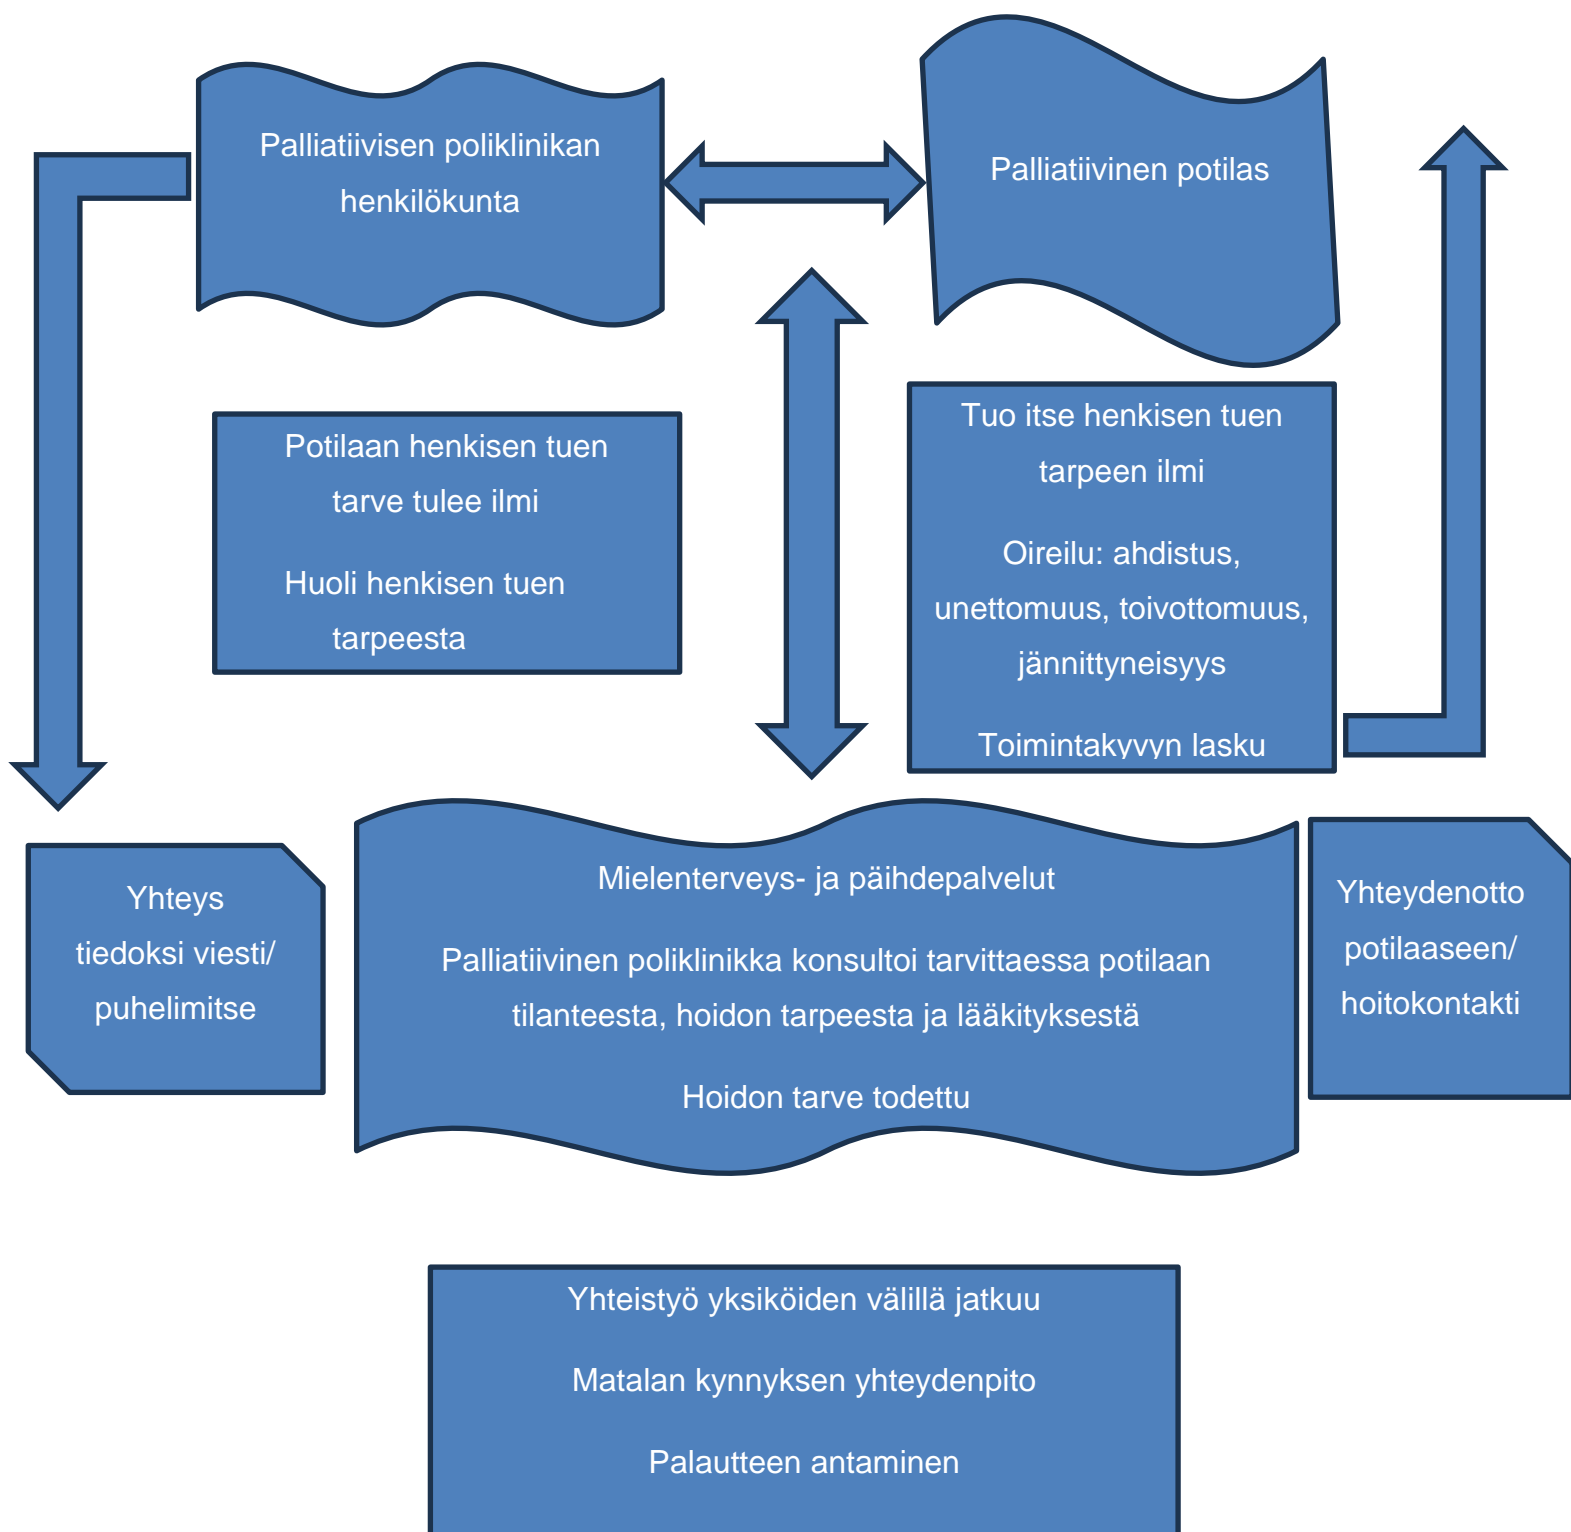 Palliatiivisen poliklinikan
henkilökunta
Palliatiivinen potilas
Potilaan henkisen tuen
tarve tulee ilmi
Huoli henkisen tuen
tarpeesta
Tuo itse henkisen tuen
tarpeen ilmi
Oireilu: ahdistus,
unettomuus, toivottomuus,
jännittyneisyys
Toimintakyvyn lasku
Yhteys
tiedoksi viesti/
puhelimitse
Mielenterveys- ja päihdepalvelut
Palliatiivinen poliklinikka konsultoi tarvittaessa potilaan
tilanteesta, hoidon tarpeesta ja lääkityksestä
Hoidon tarve todettu
Yhteydenotto
potilaaseen/
hoitokontakti
Yhteistyö yksiköiden välillä jatkuu
Matalan kynnyksen yhteydenpito
Palautteen antaminen